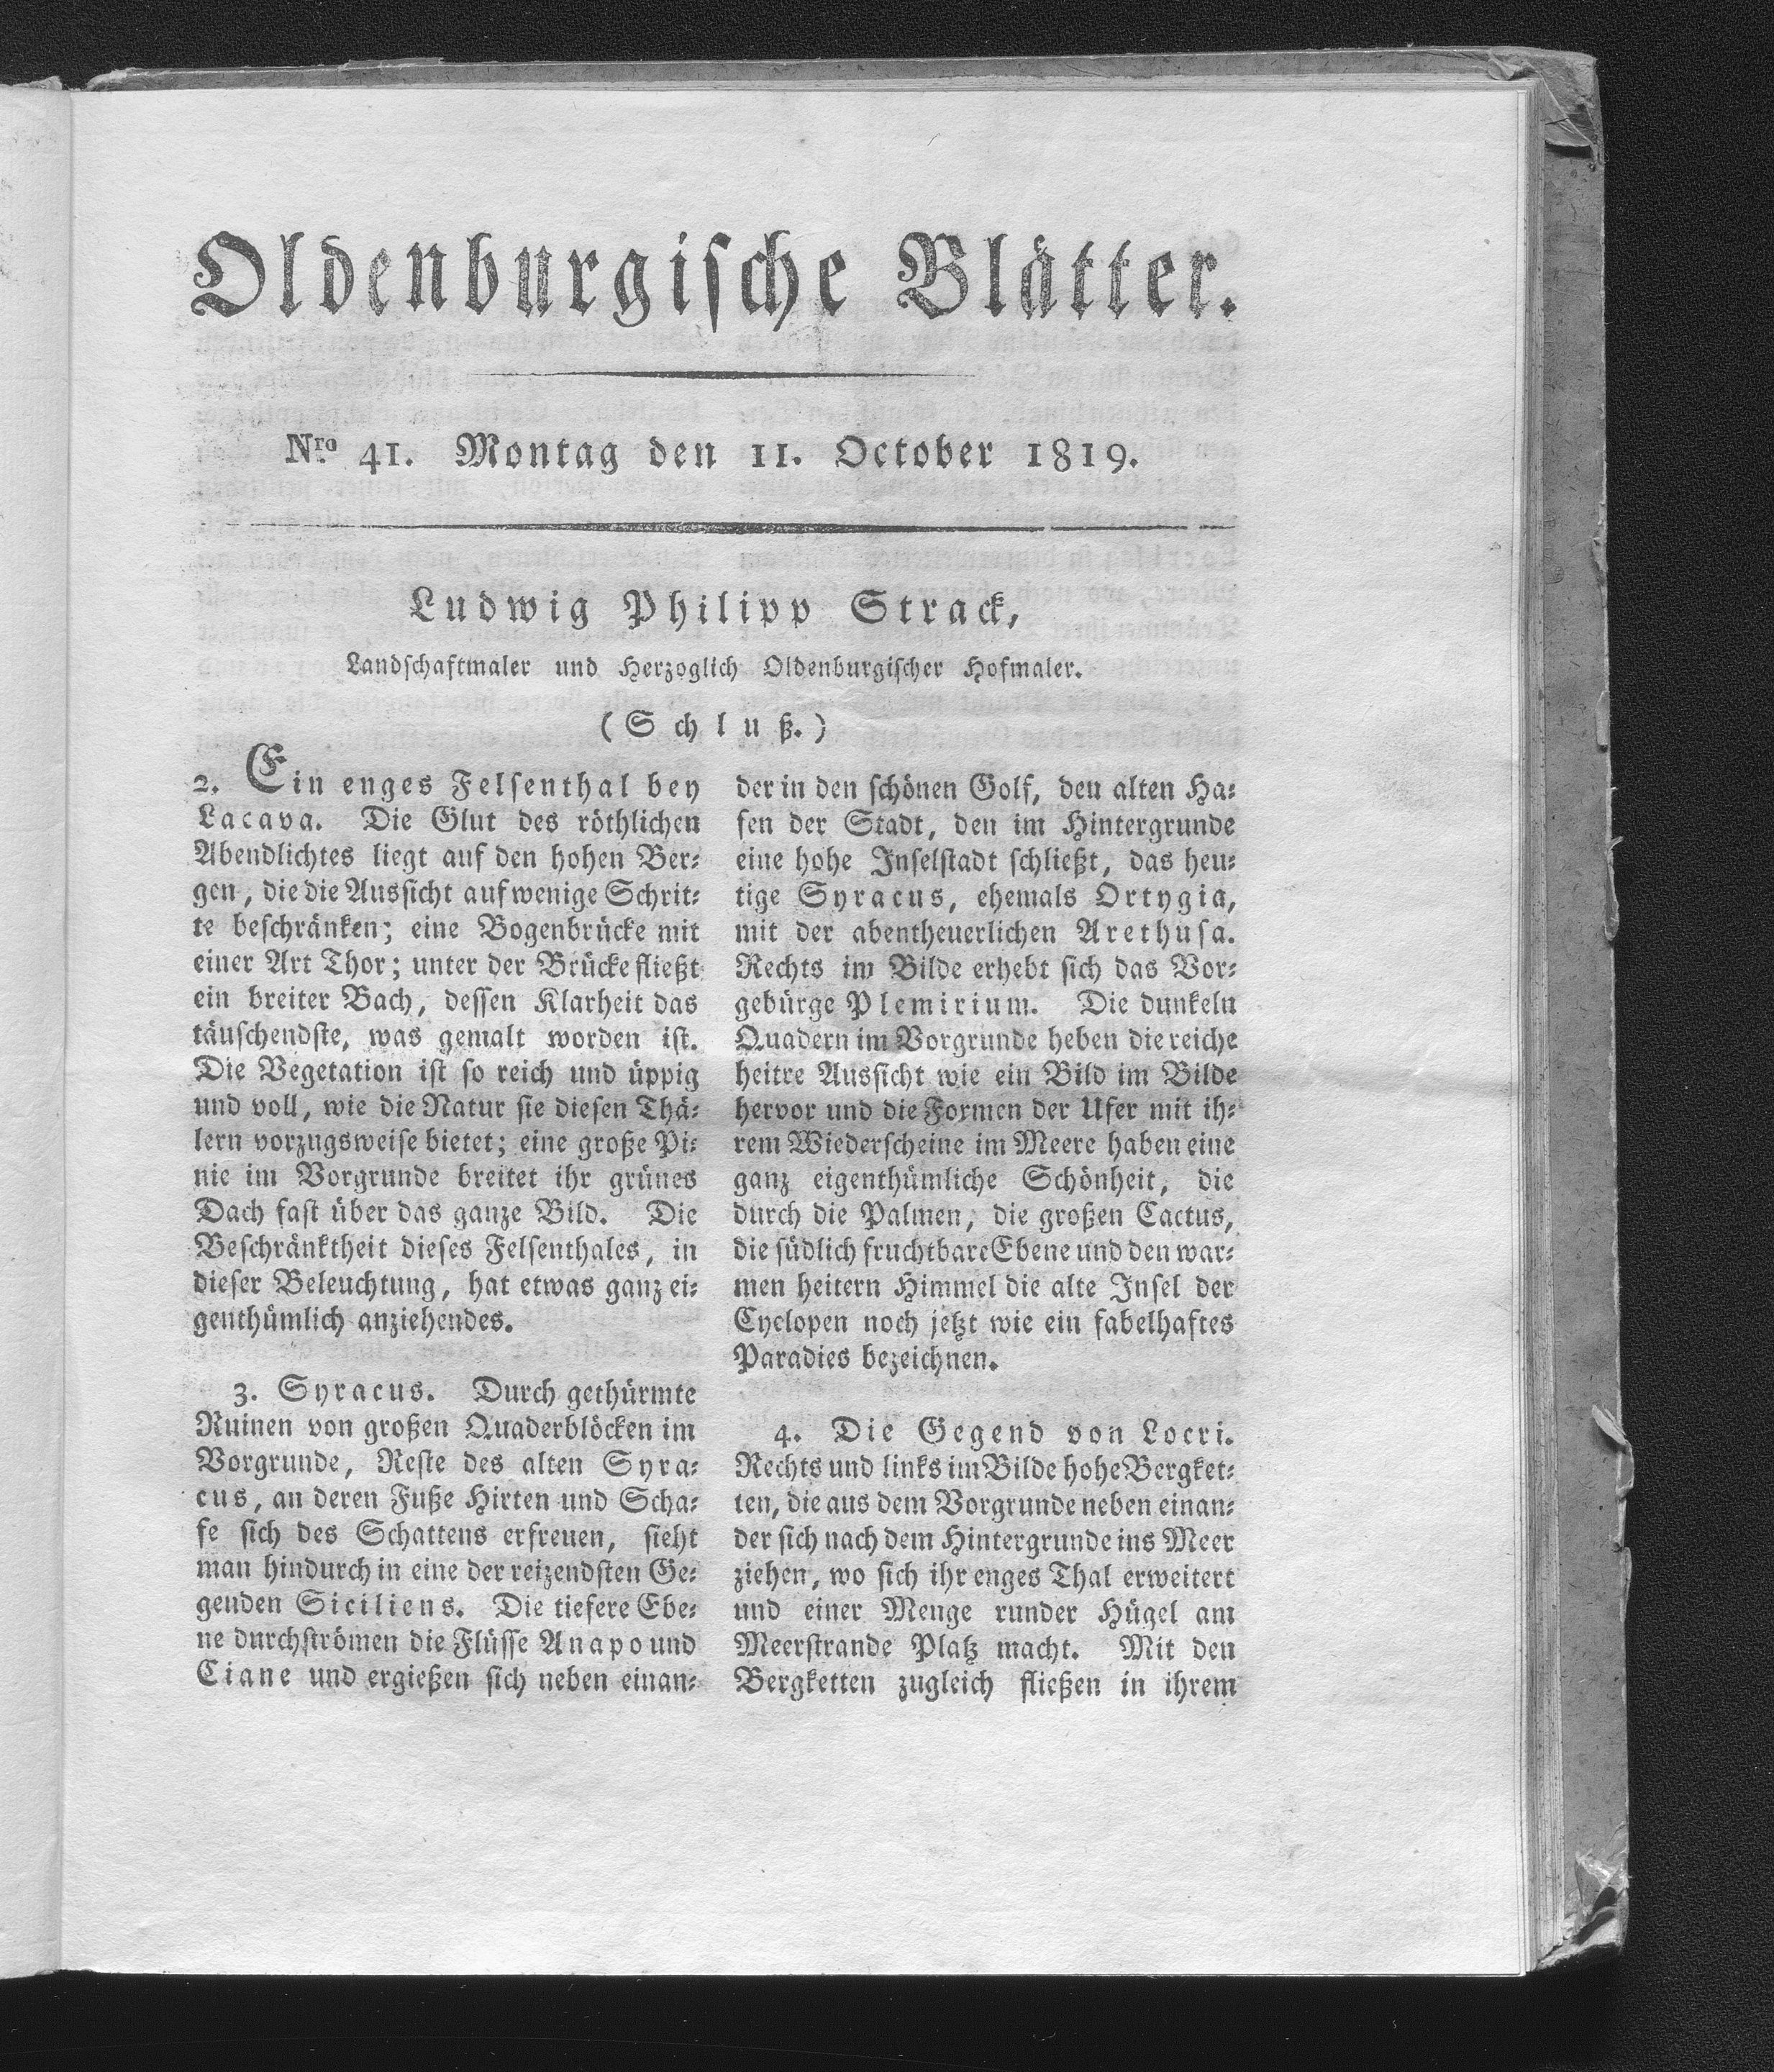 Oldenburgische Blätter.
Nro 41. Montag den 11. October 1819.
Ludwig Philipp Strack,
Landschaftmaler und Herzoglich Oldenburgischer Hofmaler.
(Schluß.)
2. Ein enges Felsenthal bey
Lacava. Die Glut des röthlichen
Abendlichtes liegt auf den hohen Ber-
gen, die die Aussicht auf wenige Schrit-
te beschränken; eine Bogenbrücke mit
einer Art Thor; unter der Brücke fließt
ein breiter Bach, dessen Klarheit das
täuschendste, was gemalt worden ist.
Die Vegetation ist so reich und üppig
und voll, wie die Natur sie diesen Thä-
lern vorzugsweise bietet; eine große Pi-
nie im Vorgrunde breitet ihr grünes
Dach fast über das ganze Bild. Die
Beschränktheit dieses Felsenthales, in
dieser Beleuchtung, hat etwas ganz ei-
genthümlich anziehendes.
3. Syracus. Durch gethürmte
Ruinen von großen Quaderblöcken im
Vorgrunde, Reste des alten Syra-
cus, an deren Fuße Hirten und Scha-
fe sich des Schattens erfreuen, sieht
man hindurch in eine der reizendsten Ge-
genden Siciliens. Die tiefere Ebe-
ne durchströmen die Flüsse Anapo und
Ciane und ergießen sich neben einan-
der in den schönen Golf, den alten Ha-
fen der Stadt, den im Hintergrunde
eine hohe Inselstadt schließt, das heu-
tige Syracus, ehemals Ortygia,
mit der abentheuerlichen Arethusa.
Rechts im Bilde erhebt sich das Vor-
gebürge Plemirium. Die dunkeln
Quadern im Vorgrunde heben die reiche
heitre Aussicht wie ein Bild im Bilde
hervor und die Formen der Ufer mit ih-
rem Wiederscheine im Meere haben eine
ganz eigenthümliche Schönheit, die
durch die Palmen, die großen Cactus,
die südlich fruchtbare Ebene und den war-
men heitern Himmel die alte Insel der
Cyclopen noch jetzt wie ein fabelhaftes
Paradies bezeichnen.
4. Die Gegend von Locri.
Rechts und links im Bilde hohe Bergket-
ten, die aus dem Vorgrunde neben einan-
der sich nach dem Hintergrunde ins Meer
ziehen, wo sich ihr enges Thal erweitert
und einer Menge runder Hügel am
Meerstrande Platz macht. Mit den
Bergketten zugleich fließen in ihrem